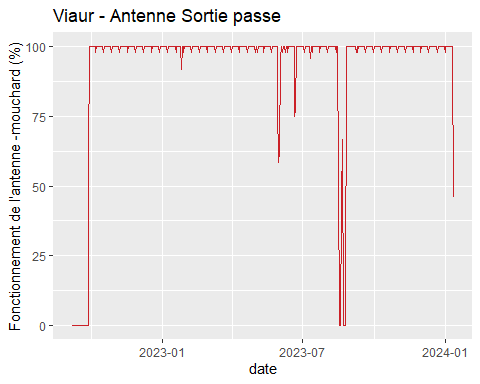 Viaur - Antenne Sortie passe
Fonctionnement de l'antenne -mouchard (%)
100
75
50
25
0
2023-01
2023-07
2024-01
date